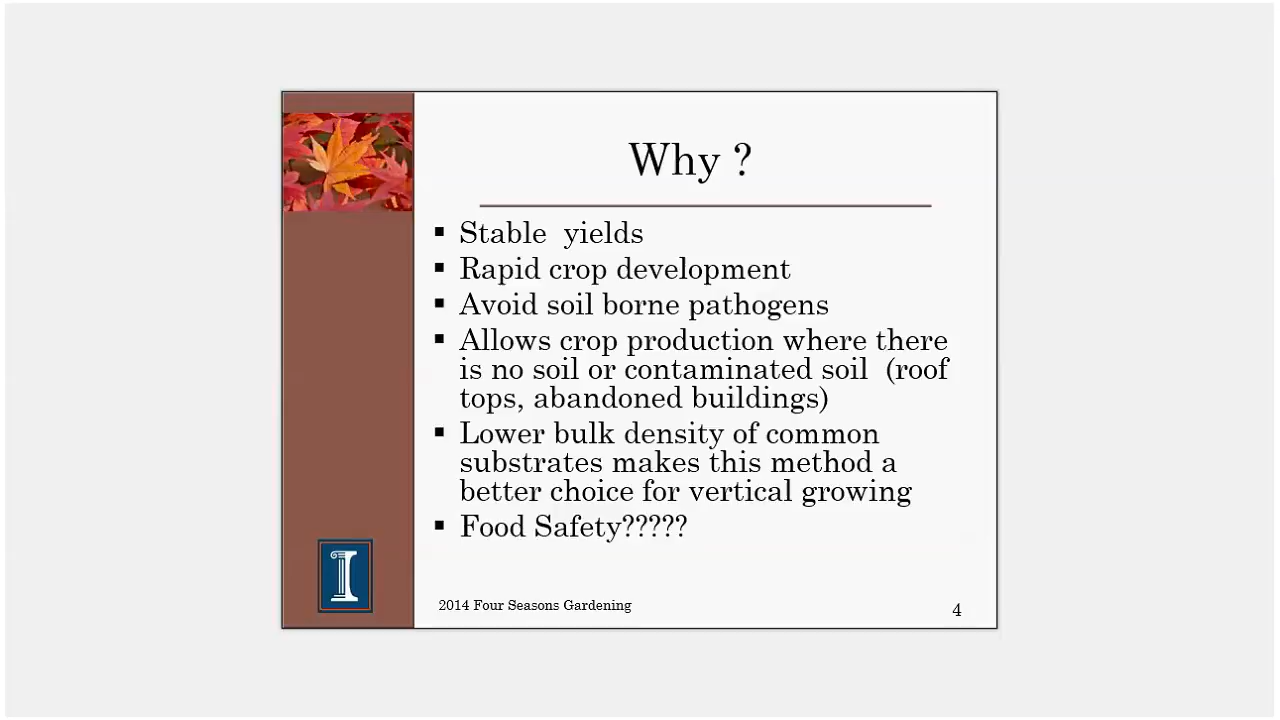 Why ?
▪ Stable  yields
▪ Rapid crop development
▪ Avoid soil borne pathogens
▪ Allows crop production where there
is no soil or contaminated soil  (roof
tops, abandoned buildings)
▪ Lower bulk density of common
substrates makes this method a
better choice for vertical growing
▪ Food Safety?????
I
2014 Four Seasons Gardening
4